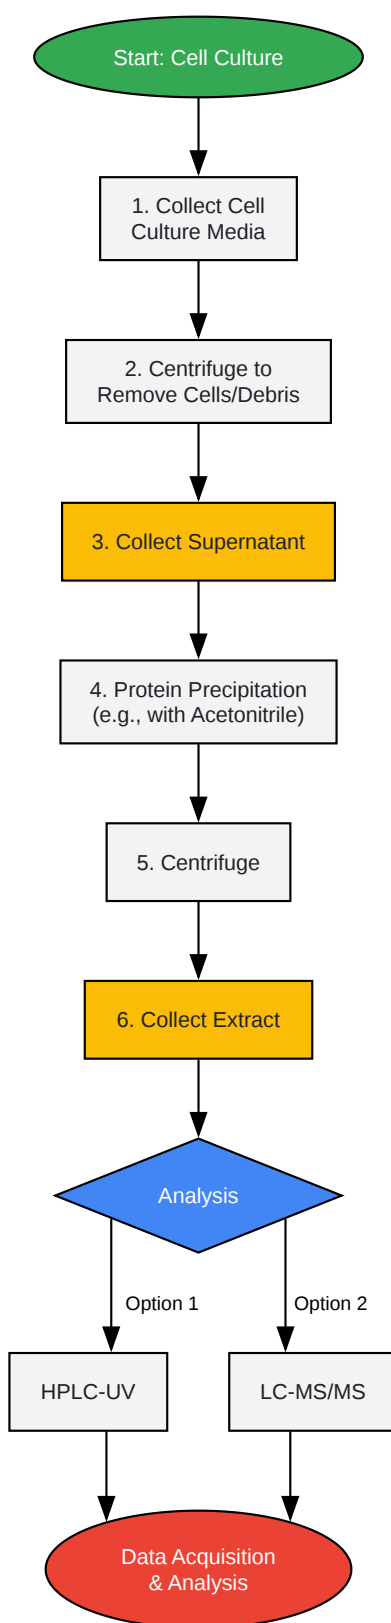 Start: Cell Culture
1. Collect Cell
Culture Media
2. Centrifuge to
Remove Cells/Debris
3. Collect Supernatant
4. Protein Precipitation
(e.g., with Acetonitrile)
5. Centrifuge
6. Collect Extract
Analysis
Option 1
Option 2
HPLC-UV
LC-MS/MS
Data Acquisition
& Analysis